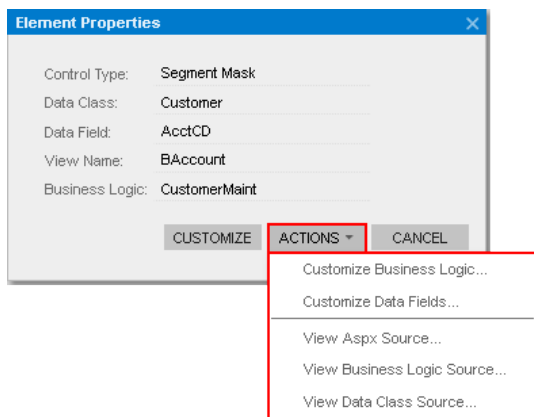 Element Properties
Control Type: Segment Mask
Data Class: Customer
Data Field: AcctCD
View Name: BAccount
Business Logic: CustomerMaint
CUSTOMIZE ACTIONS CANCEL
Customize Business Logic...
Customize Data Fields...
View Aspx Source...
View Business Logic Source...
View Data Class Source...